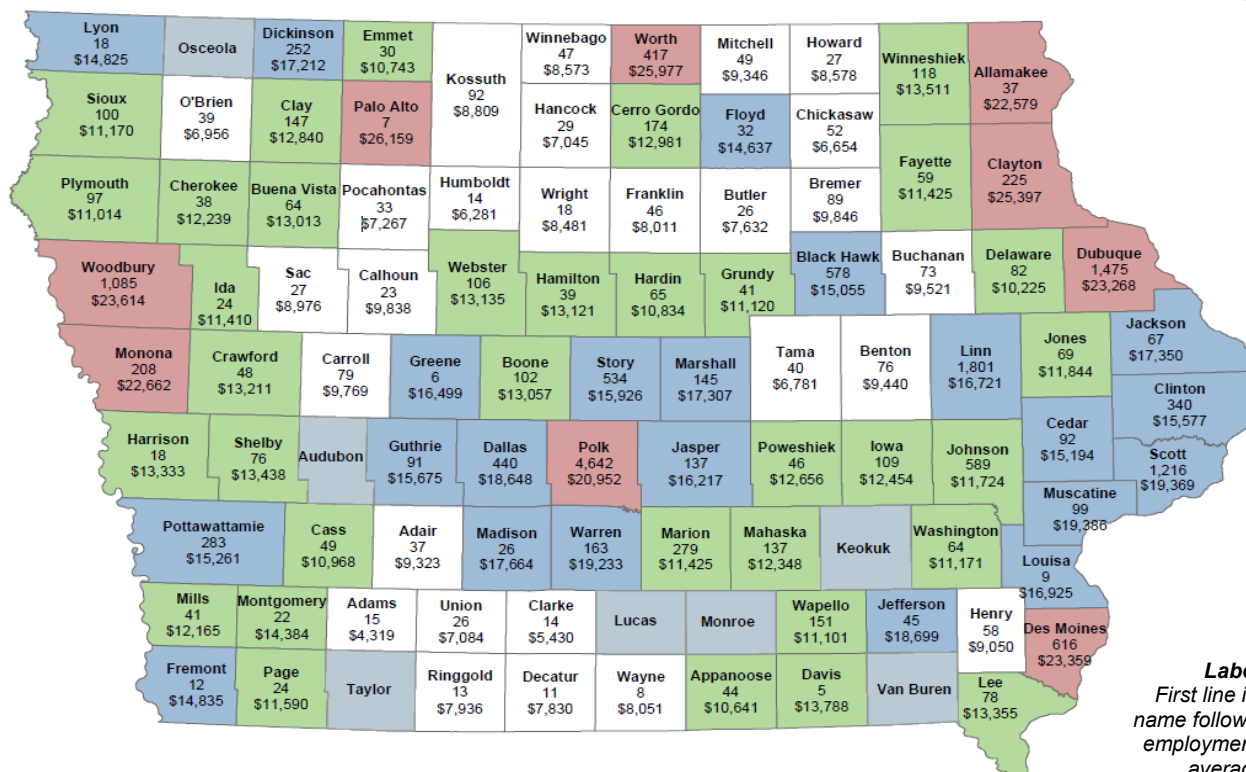 Lyon
18
$14,825
Osceola
Dickinson
252
$17,212
Emmet
30
$10,743
Kossuth
92
$8,809
Winnebago
47
$8,573
Worth
417
$25,977
Mitchell
49
$9,346
Howard
27
$8,578
Winneshiek
118
$13,511
Allamakee
37
$22,579
Sioux
100
$11,170
O'Brien
39
$6,956
Clay
147
$12,840
Palo Alto
7
$26,159
Hancock
29
$7,045
Cerro Gordo
174
$12,981
Floyd
32
$14,637
Chickasaw
52
$6,654
Fayette
59
$11,425
Clayton
225
$25,397
Plymouth
97
$11,014
Cherokee
38
$12,239
Buena Vista
64
$13,013
Pocahontas
33
$7,267
Humboldt
14
$6,281
Wright
18
$8,481
Franklin
46
$8,011
Butler
26
$7,632
Bremer
89
$9,846
Woodbury
1,085
$23,614
Ida
24
$11,410
Sac
27
$8,976
Calhoun
23
$9,838
Webster
106
$13,135
Hamilton
39
$13,121
Hardin
65
$10,834
Grundy
41
$11,120
Black Hawk
578
$15,055
Buchanan
73
$9,521
Delaware
82
$10,225
Dubuque
1,475
$23,268
Monona
208
$22,662
Crawford
48
$13,211
Carroll
79
$9,769
Greene
6
$16,499
Boone
102
$13,057
Story
534
$15,926
Marshall
145
$17,307
Tama
40
$6,781
Benton
76
$9,440
Linn
1,801
$16,721
Jones
69
$11,844
Jackson
67
$17,350
Clinton
340
$15,577
Harrison
18
$13,333
Shelby
76
$13,438
Audubon
Guthrie
91
$15,675
Dallas
440
$18,648
Polk
4,642
$20,952
Jasper
137
$16,217
Poweshiek
46
$12,656
Iowa
109
$12,454
Johnson
589
$11,724
Cedar
92
$15,194
Scott
1,216
$19,369
Muscatine
99
$19,386
Pottawattamie
283
$15,261
Cass
49
$10,968
Adair
37
$9,323
Madison
26
$17,664
Warren
163
$19,233
Marion
279
$11,425
Mahaska
137
$12,348
Keokuk
Washington
64
$11,171
Louisa
9
$16,925
Mills
41
$12,165
Montgomery
22
$14,384
Adams
15
$4,319
Union
26
$7,084
Clarke
14
$5,430
Lucas
Monroe
Wapello
151
$11,101
Jefferson
45
$18,699
Henry
58
$9,050
Des Moines
616
$23,359
Fremont
12
$14,835
Page
24
$11,590
Taylor
Ringgold
13
$7,936
Decatur
11
$7,830
Wayne
8
$8,051
Appanoose
44
$10,641
Davis
5
$13,788
Van Buren
Lee
78
$13,355
Labe
First line i
name follow
employmen
averag